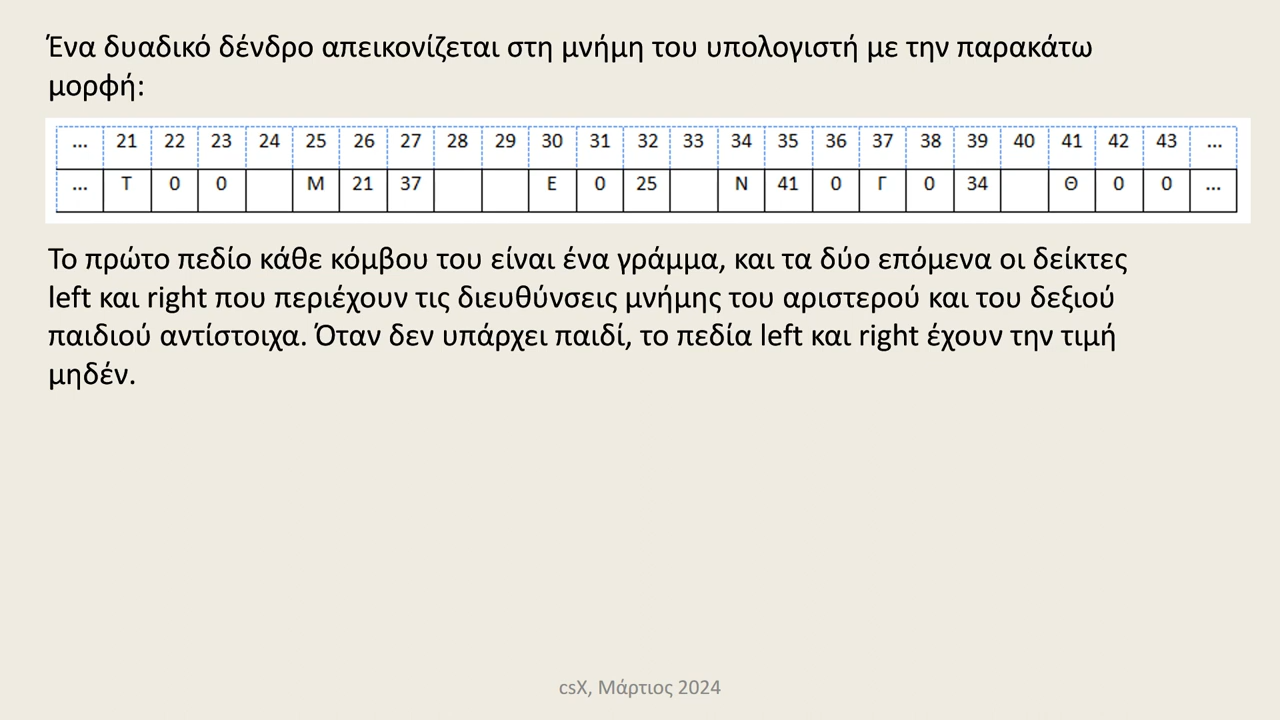 Ένα δυαδικό δένδρο απεικονίζεται στη μνήμη του υπολογιστή με την παρακάτω
μορφή:
... 21 22 23 24 25 26 27 28 29 30 31 32 33 34 35 36 37 38 39 40 41 42 43 ...
... Τ 0 0 Μ 21 37 Ε 0 25 Ν 41 0 Γ 0 34 Θ 0 0 ...
Το πρώτο πεδίο κάθε κόμβου του είναι ένα γράμμα, και τα δύο επόμενα οι δείκτες
left και right που περιέχουν τις διευθύνσεις μνήμης του αριστερού και του δεξιού
παιδιού αντίστοιχα. Όταν δεν υπάρχει παιδί, το πεδία left και right έχουν την τιμή
μηδέν.
csX, Μάρτιος 2024